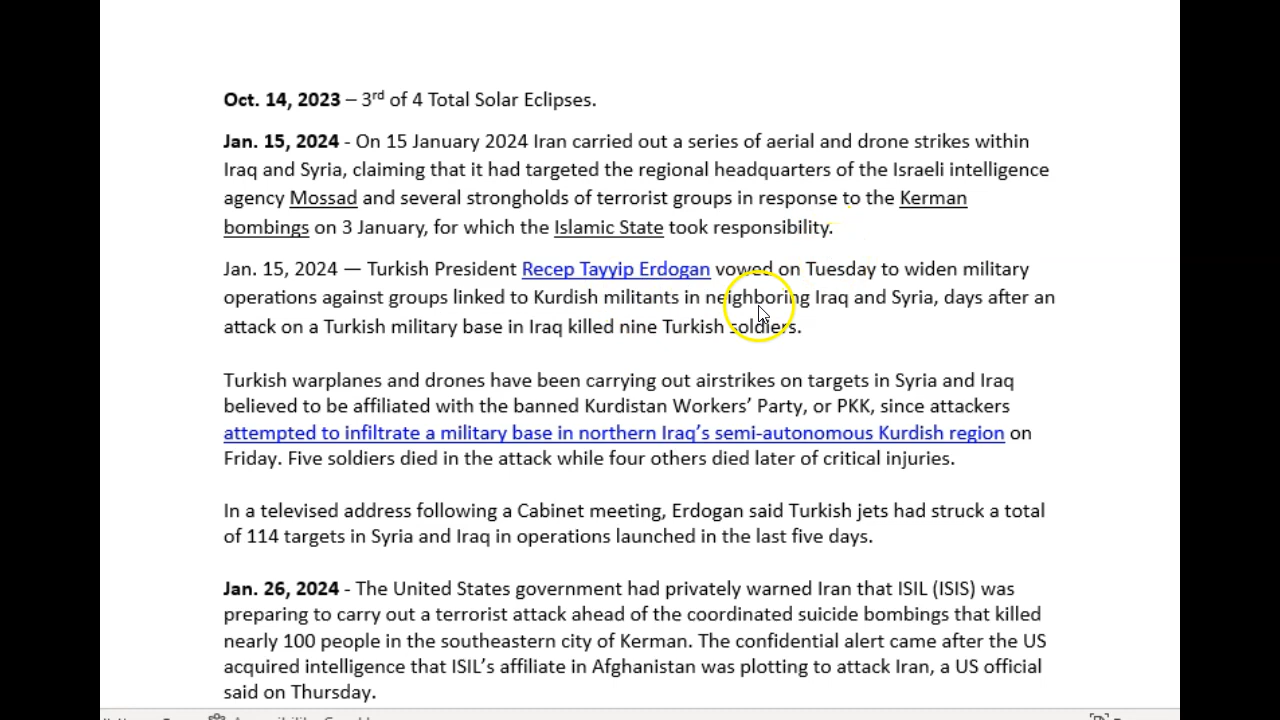 Oct. 14, 2023 – 3rd of 4 Total Solar Eclipses.
Jan. 15, 2024 - On 15 January 2024 Iran carried out a series of aerial and drone strikes within
Iraq and Syria, claiming that it had targeted the regional headquarters of the Israeli intelligence
agency Mossad and several strongholds of terrorist groups in response to the Kerman
bombings on 3 January, for which the Islamic State took responsibility.
Jan. 15, 2024 — Turkish President Recep Tayyip Erdogan vowed on Tuesday to widen military
operations against groups linked to Kurdish militants in neighboring Iraq and Syria, days after an
attack on a Turkish military base in Iraq killed nine Turkish soldiers.
Turkish warplanes and drones have been carrying out airstrikes on targets in Syria and Iraq
believed to be affiliated with the banned Kurdistan Workers’ Party, or PKK, since attackers
attempted to infiltrate a military base in northern Iraq’s semi-autonomous Kurdish region on
Friday. Five soldiers died in the attack while four others died later of critical injuries.
In a televised address following a Cabinet meeting, Erdogan said Turkish jets had struck a total
of 114 targets in Syria and Iraq in operations launched in the last five days.
Jan. 26, 2024 - The United States government had privately warned Iran that ISIL (ISIS) was
preparing to carry out a terrorist attack ahead of the coordinated suicide bombings that killed
nearly 100 people in the southeastern city of Kerman. The confidential alert came after the US
acquired intelligence that ISIL’s affiliate in Afghanistan was plotting to attack Iran, a US official
said on Thursday.